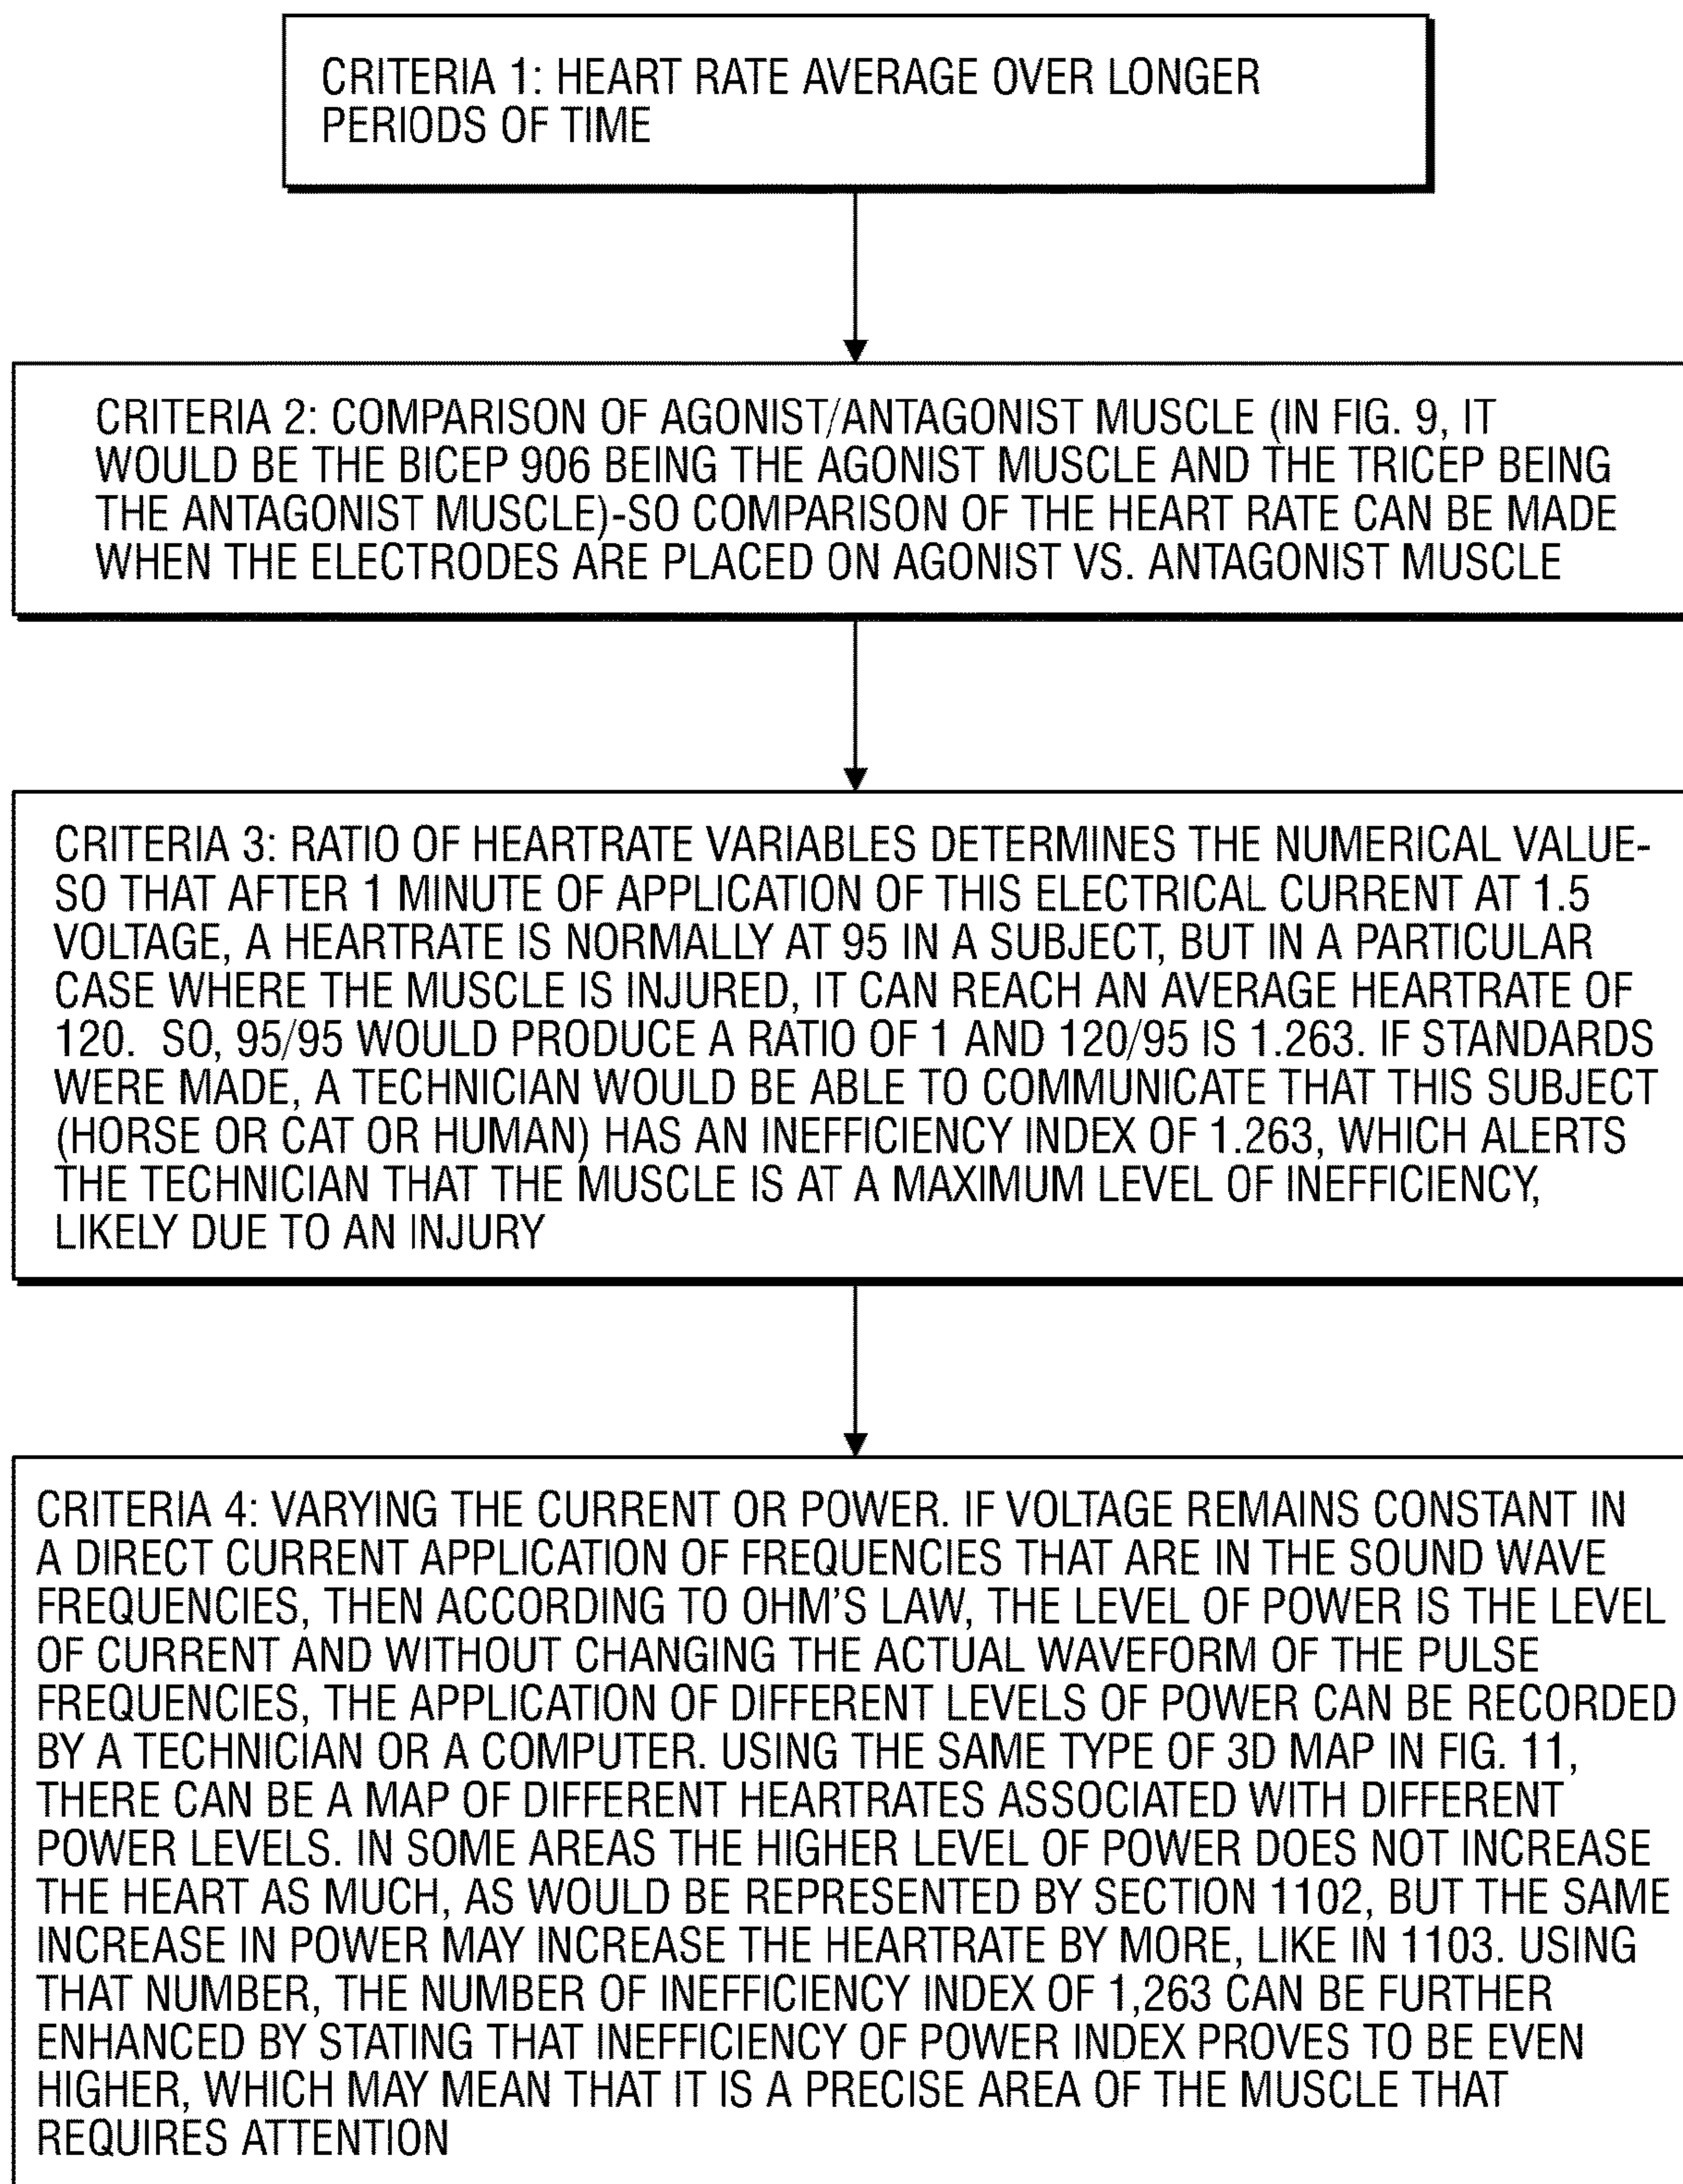 CRITERIA 1: HEART RATE AVERAGE OVER LONGER
PERIODS OF TIME
CRITERIA 2: COMPARISON OF AGONIST/ANTAGONIST MUSCLE (IN FIG. 9, IT
WOULD BE THE BICEP 906 BEING THE AGONIST MUSCLE AND THE TRICEP BEING
THE ANTAGONIST MUSCLE)-SO COMPARISON OF THE HEART RATE CAN BE MADE
WHEN THE ELECTRODES ARE PLACED ON AGONIST VS. ANTAGONIST MUSCLE
CRITERIA 3: RATIO OF HEARTRATE VARIABLES DETERMINES THE NUMERICAL VALUE-
SO THAT AFTER 1 MINUTE OF APPLICATION OF THIS ELECTRICAL CURRENT AT 1.5
VOLTAGE, A HEARTRATE IS NORMALLY AT 95 IN A SUBJECT, BUT IN A PARTICULAR
CASE WHERE THE MUSCLE IS INJURED, IT CAN REACH AN AVERAGE HEARTRATE OF
120. SO, 95/95 WOULD PRODUCE A RATIO OF 1 AND 120/95 IS 1.263. IF STANDARDS
WERE MADE, A TECHNICIAN WOULD BE ABLE TO COMMUNICATE THAT THIS SUBJECT
(HORSE OR CAT OR HUMAN) HAS AN INEFFICIENCY INDEX OF 1.263, WHICH ALERTS
THE TECHNICIAN THAT THE MUSCLE IS AT A MAXIMUM LEVEL OF INEFFICIENCY,
LIKELY DUE TO AN INJURY
CRITERIA 4: VARYING THE CURRENT OR POWER. IF VOLTAGE REMAINS CONSTANT IN
A DIRECT CURRENT APPLICATION OF FREQUENCIES THAT ARE IN THE SOUND WAVE
FREQUENCIES, THEN ACCORDING TO OHM'S LAW, THE LEVEL OF POWER IS THE LEVEL
OF CURRENT AND WITHOUT CHANGING THE ACTUAL WAVEFORM OF THE PULSE
FREQUENCIES, THE APPLICATION OF DIFFERENT LEVELS OF POWER CAN BE RECORDED
BY A TECHNICIAN OR A COMPUTER. USING THE SAME TYPE OF 3D MAP IN FIG. 11,
THERE CAN BE A MAP OF DIFFERENT HEARTRATES ASSOCIATED WITH DIFFERENT
POWER LEVELS. IN SOME AREAS THE HIGHER LEVEL OF POWER DOES NOT INCREASE
THE HEART AS MUCH, AS WOULD BE REPRESENTED BY SECTION 1102, BUT THE SAME
INCREASE IN POWER MAY INCREASE THE HEARTRATE BY MORE, LIKE IN 1103. USING
THAT NUMBER, THE NUMBER OF INEFFICIENCY INDEX OF 1,263 CAN BE FURTHER
ENHANCED BY STATING THAT INEFFICIENCY OF POWER INDEX PROVES TO BE EVEN
HIGHER, WHICH MAY MEAN THAT IT IS A PRECISE AREA OF THE MUSCLE THAT
REQUIRES ATTENTION